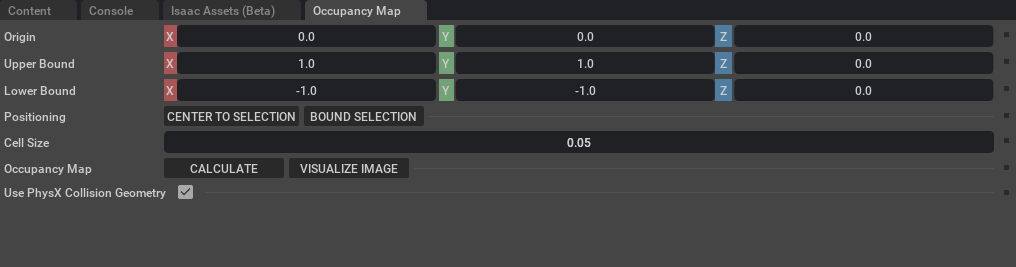 Content Console Isaac Assets (Beta) Occupancy Map
Origin X 0.0 Y 0.0 Z 0.0
Upper Bound X 1.0 Y 1.0 Z 0.0
Lower Bound X -1.0 Y -1.0 Z 0.0
Positioning CENTER TO SELECTION BOUND SELECTION
Cell Size 0.05
Occupancy Map CALCULATE VISUALIZE IMAGE
Use PhysX Collision Geometry